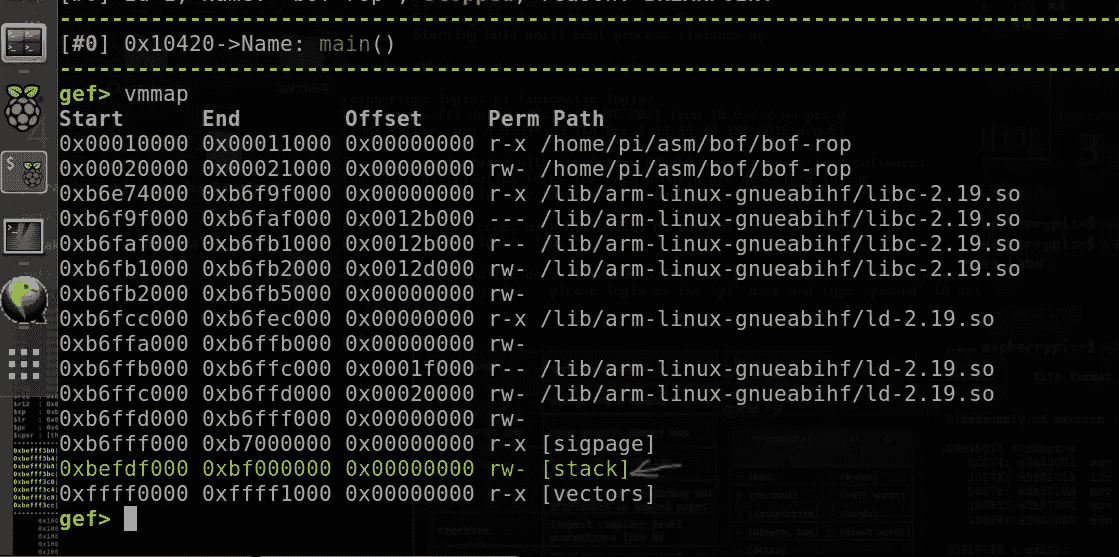 [#0] 0x10420->Name: main()
gef> vmmap
Start End Offset Perm Path
0x00010000 0x00011000 0x00000000 r-x /home/pi/asm/bof/bof-rop
0x00020000 0x00021000 0x00000000 rw- /home/pi/asm/bof/bof-rop
0xb6e74000 0xb6f9f000 0x00000000 r-x /lib/arm-linux-gnueabihf/libc-2.19.so
0xb6f9f000 0xb6faf000 0x0012b000 --- /lib/arm-linux-gnueabihf/libc-2.19.so
0xb6faf000 0xb6fb1000 0x0012b000 r-- /lib/arm-linux-gnueabihf/libc-2.19.so
0xb6fb1000 0xb6fb2000 0x0012d000 rw- /lib/arm-linux-gnueabihf/libc-2.19.so
0xb6fb2000 0xb6fb5000 0x00000000 rw-
0xb6fcc000 0xb6fec000 0x00000000 r-x /lib/arm-linux-gnueabihf/ld-2.19.so
0xb6ffa000 0xb6ffb000 0x00000000 rw-
0xb6ffb000 0xb6ffc000 0x0001f000 r-- /lib/arm-linux-gnueabihf/ld-2.19.so
0xb6ffc000 0xb6ffd000 0x00020000 rw- /lib/arm-linux-gnueabihf/ld-2.19.so
0xb6ffd000 0xb6fff000 0x00000000 rw-
0xb6fff000 0xb7000000 0x00000000 r-x [sigpage]
0xbefdf000 0xbf000000 0x00000000 rw- [stack]
0xffff0000 0xffff1000 0x00000000 r-x [vectors]
gef>